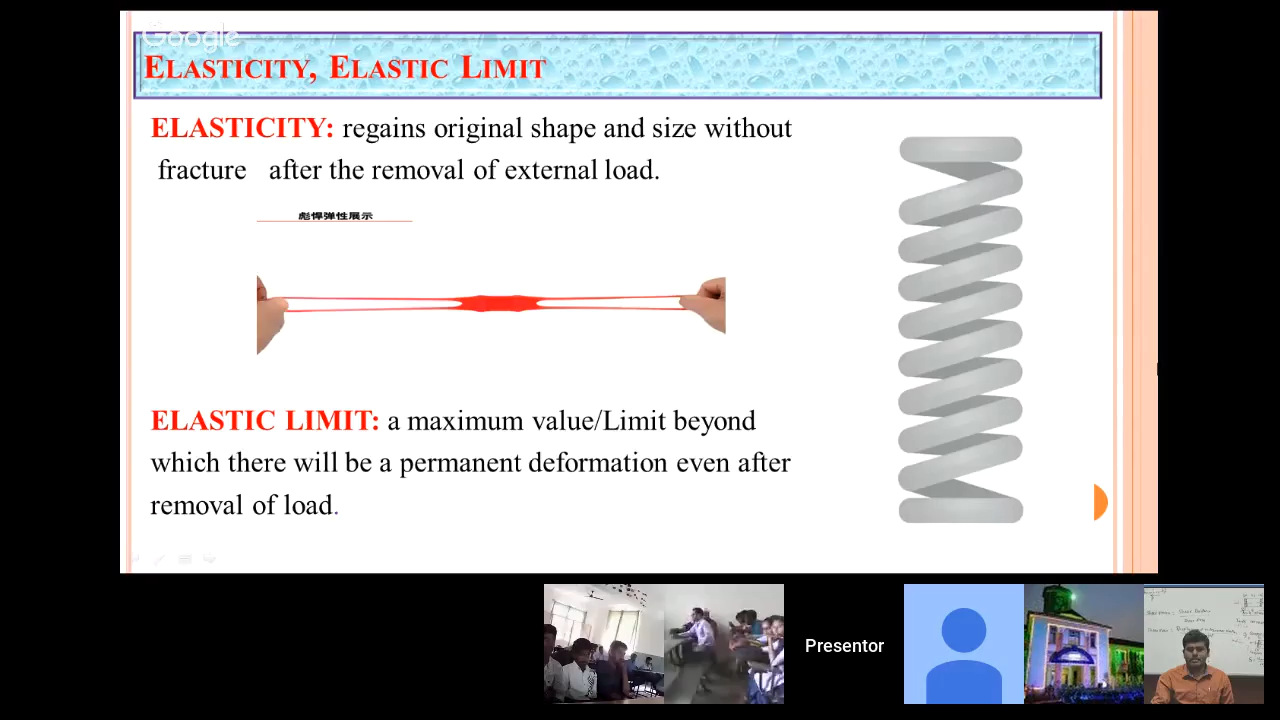 Google
ELASTICITY, ELASTIC LIMIT
ELASTICITY: regains original shape and size without
fracture after the removal of external load.
彪悍弹性展示
ELASTIC LIMIT: a maximum value/Limit beyond
which there will be a permanent deformation even after
removal of load.
Presentor